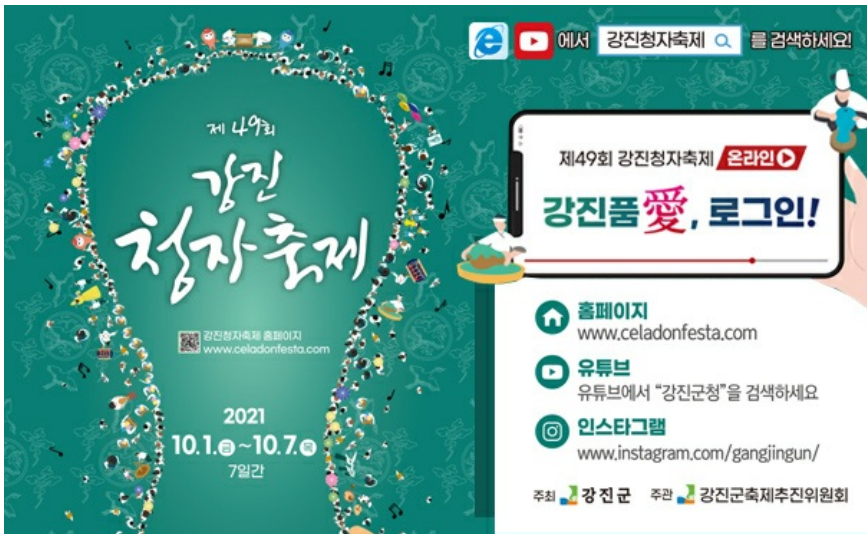 제 49회
강진
청자축제
강진청자축제 홈페이지
www.celadonfesta.com
2021
10.1.금~10.7.목
7일간
에서 강진청자축제 를 검색하세요!
제49회 강진청자축제 온라인
강진품愛, 로그인!
홈페이지
www.celadonfesta.com
유튜브
유튜브에서 “강진군청”을 검색하세요
인스타그램
www.instagram.com/gangjingun/
주최 강진군 주관 강진군축제추진위원회